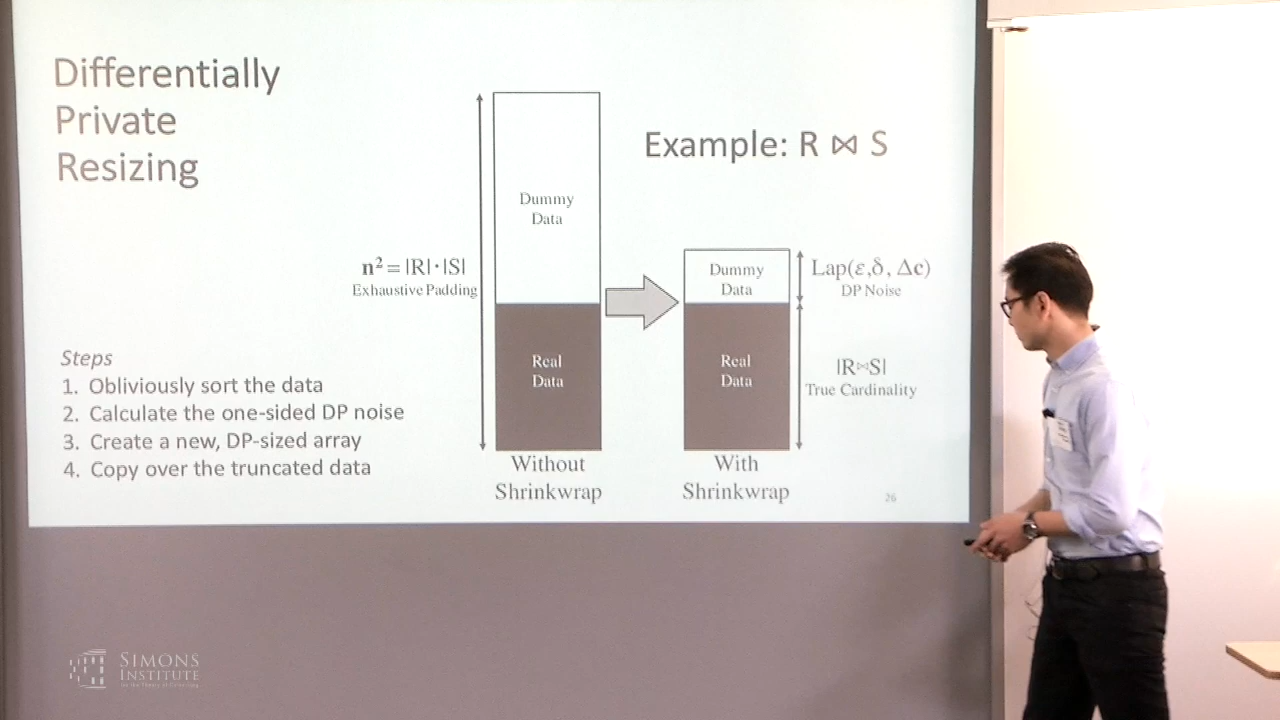 Differentially
Private
Resizing
Example: R ⋈ S
Dummy
Data
n² = |R|·|S|
Exhaustive Padding
Real
Data
Without
Shrinkwrap
Dummy
Data
Lap(ε,δ, Δc)
DP Noise
Real
Data
|R⋈S|
True Cardinality
With
Shrinkwrap
Steps
1. Obliviously sort the data
2. Calculate the one-sided DP noise
3. Create a new, DP-sized array
4. Copy over the truncated data
26
SIMONS
INSTITUTE